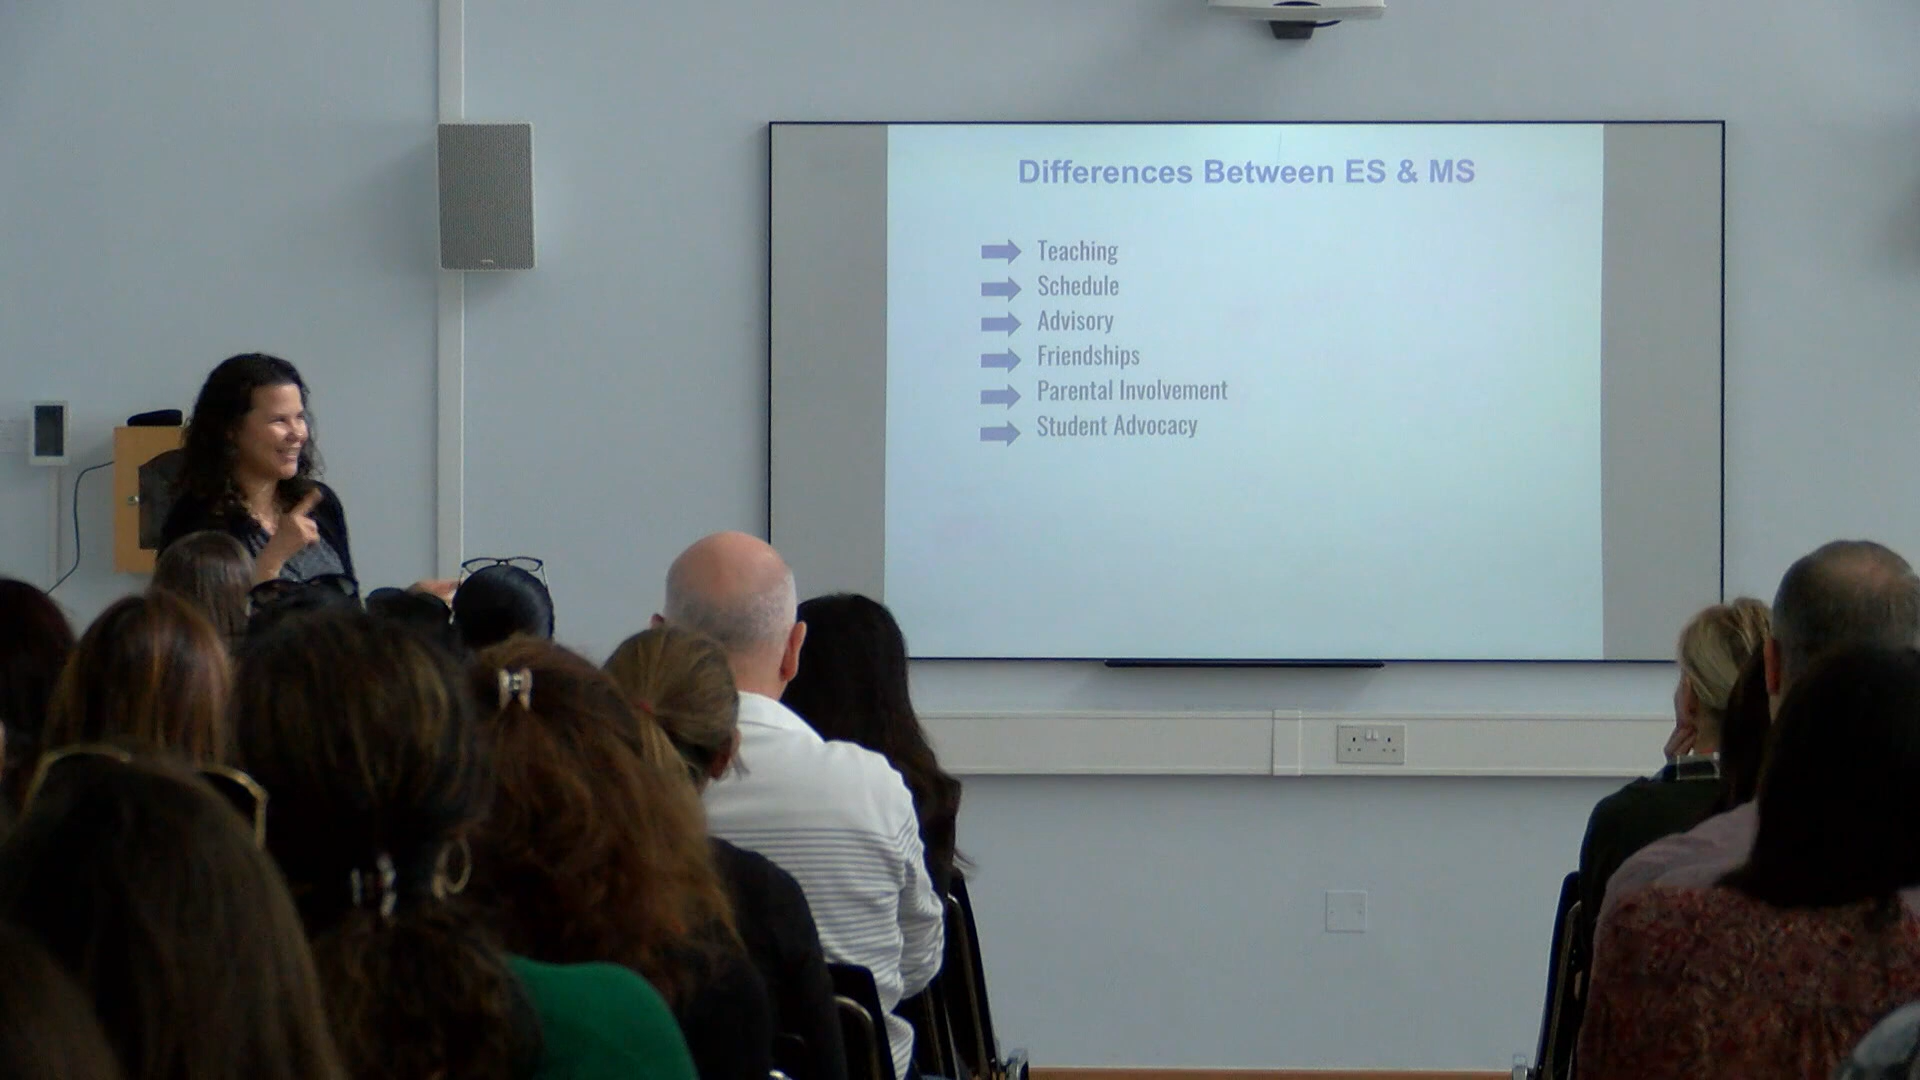 Differences Between ES & MS
Teaching
Schedule
Advisory
Friendships
Parental Involvement
Student Advocacy